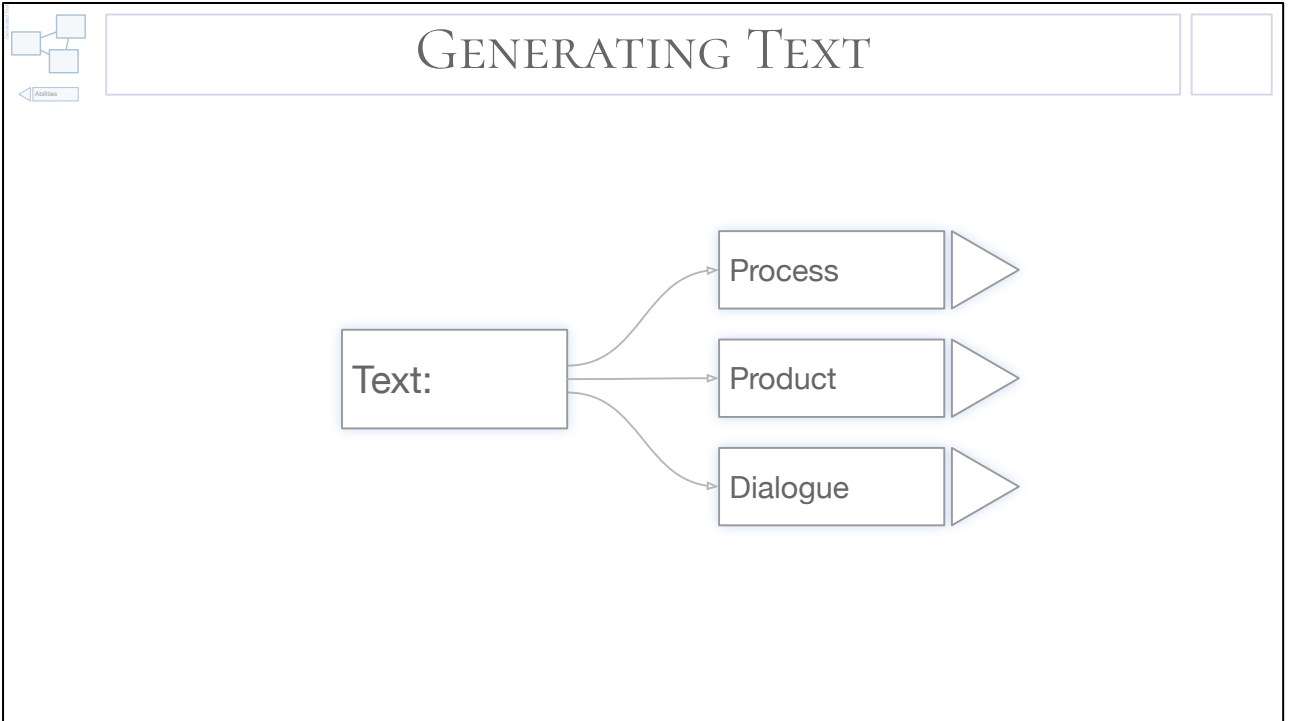 Generating Text
Abilities
Text:
Process
Product
Dialogue